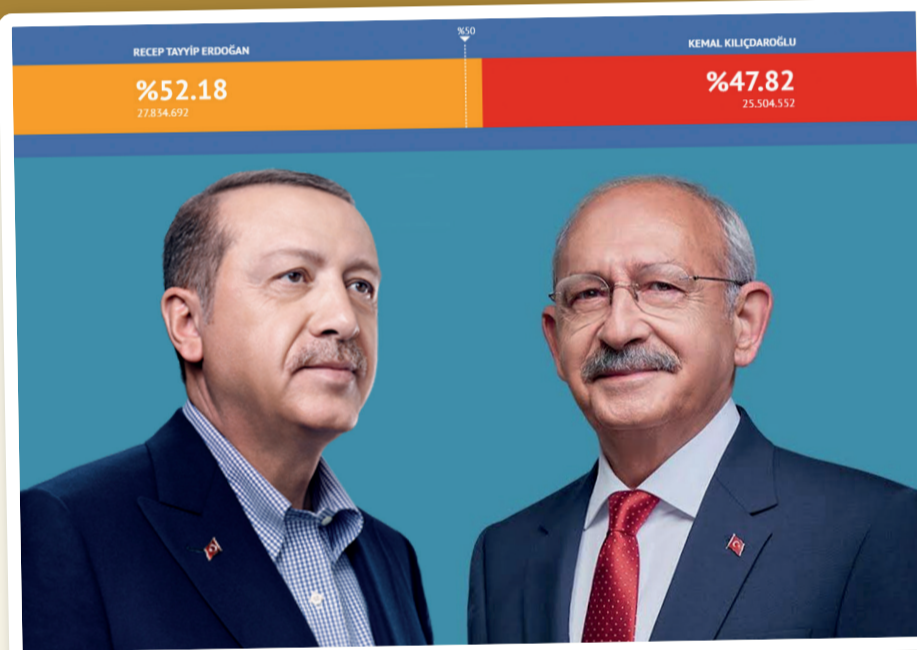 %50
RECEP TAYYİP ERDOĞAN
KEMAL KILIÇDAROĞLU
%52.18
%47.82
27.834.692
25.504.552